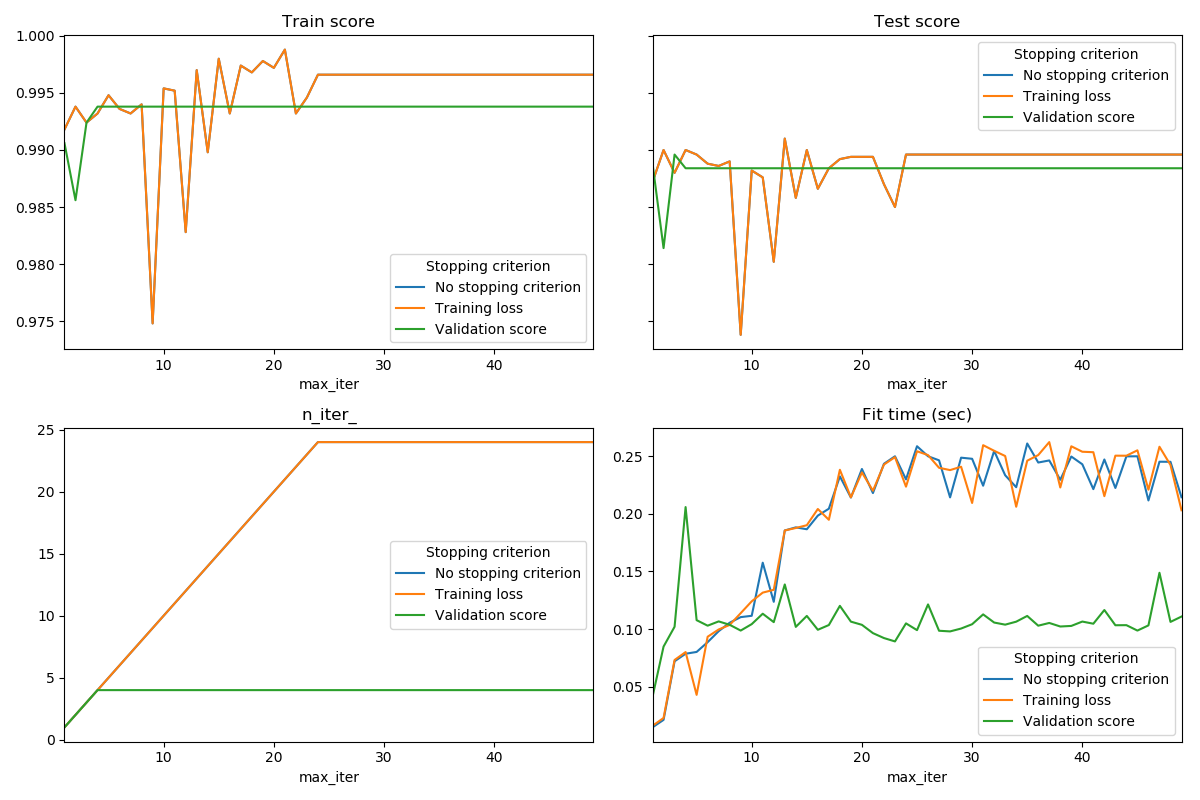 Train score
1.000
0.995
0.990
0.985
0.980
0.975
Stopping criterion
No stopping criterion
Training loss
Validation score
10 20 30 40
max_iter
Test score
Stopping criterion
No stopping criterion
Training loss
Validation score
10 20 30 40
max_iter
n_iter_
25
20
15
10
5
0
Stopping criterion
No stopping criterion
Training loss
Validation score
10 20 30 40
max_iter
Fit time (sec)
0.25
0.20
0.15
0.10
0.05
Stopping criterion
No stopping criterion
Training loss
Validation score
10 20 30 40
max_iter